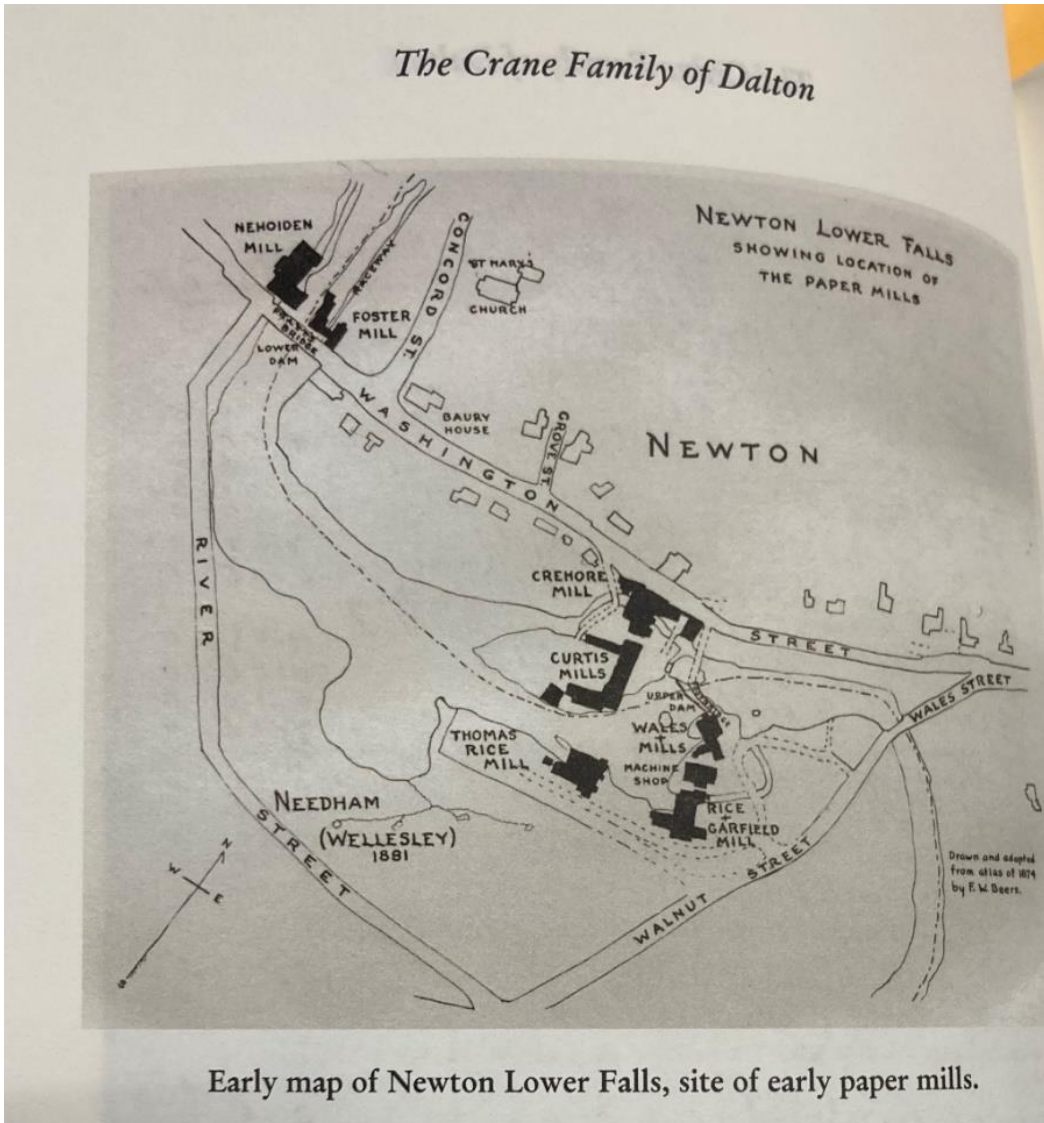 The Crane Family of Dalton
NEWTON LOWER FALLS
SHOWING LOCATION OF
THE PAPER MILLS
NEHOIDEN
MILL
RACEWAY
CONCORD ST.
ST MARY'S
CHURCH
FOSTER
MILL
PRATT'S
BRIDGE
LOWER
DAM
WASHINGTON
BAURY
HOUSE
GROVE ST.
NEWTON
CREHORE
MILL
STREET
RIVER
CURTIS
MILLS
UPPER
DAM
WALES STREET
WALES
MILLS
THOMAS
RICE
MILL
MACHINE
SHOP
NEEDHAM
(WELLESLEY)
1881
RICE
+
GARFIELD
MILL
STREET
WALNUT STREET
Drawn and adapted
from atlas of 1874
by F. W. Beers.
N
W
E
S
Early map of Newton Lower Falls, site of early paper mills.